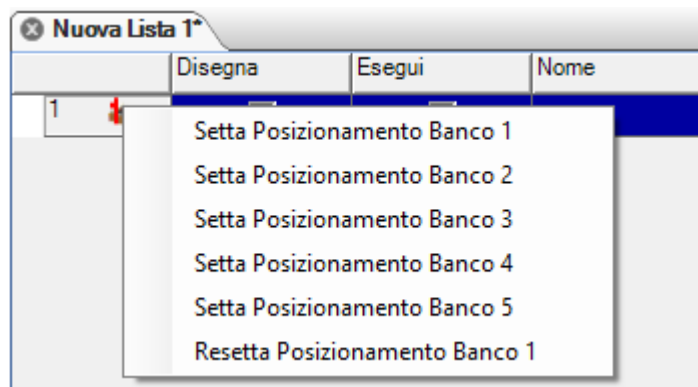 Nuova Lista 1*
Disegna Esegui Nome
1
Setta Posizionamento Banco 1
Setta Posizionamento Banco 2
Setta Posizionamento Banco 3
Setta Posizionamento Banco 4
Setta Posizionamento Banco 5
Resetta Posizionamento Banco 1